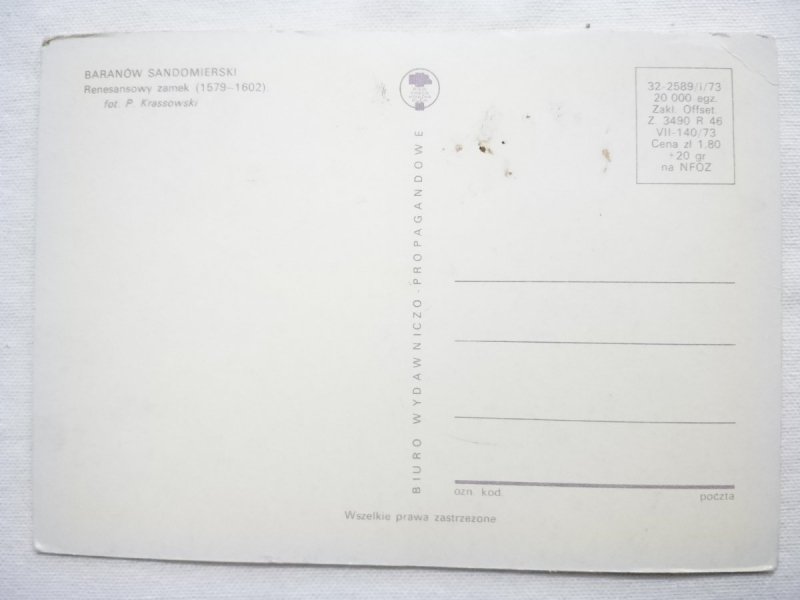 BARANÓW SANDOMIERSKI
Renesansowy zamek (1579-1602)
fot. P. Krassowski
BIURO WYDAWNICZO-PROPAGANDOWE
32-2589/I/73
20 000 egz.
Zakł. Offset.
Z. 3490 R 46
VII-140/73
Cena zł 1.80
+20 gr
na NFOZ
ozn. kod.
poczta
Wszelkie prawa zastrzeżone